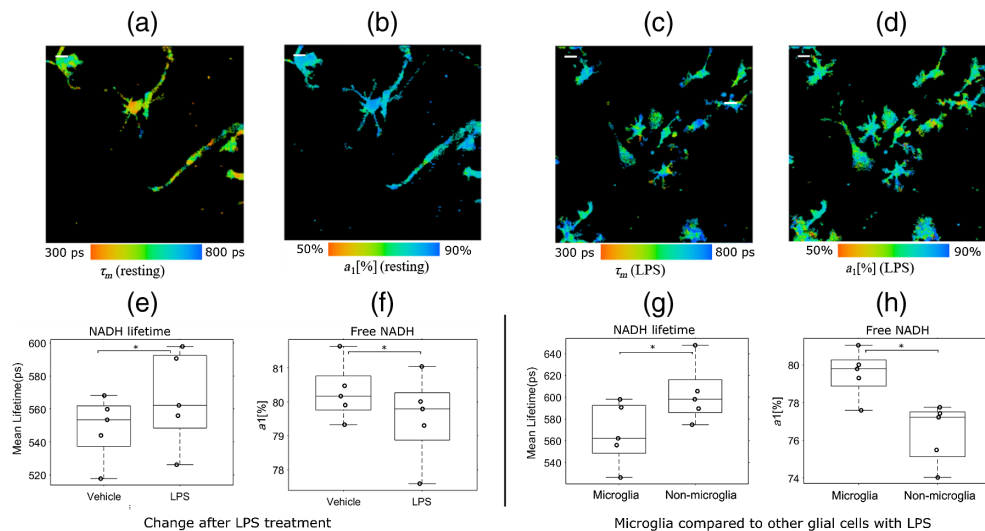 (a) (b) (c) (d)
300 ps 800 ps 50% 90% 300 ps 800 ps 50% 90%
τm (resting) a1[%] (resting) τm (LPS) a1[%] (LPS)
(e) (f) (g) (h)
NADH lifetime Free NADH NADH lifetime Free NADH
Mean Lifetime(ps)
600
580
560
540
520
*
Vehicle LPS
a1[%]
81
80
79
78
*
Vehicle LPS
Mean Lifetime(ps)
640
620
600
580
560
540
*
Microglia Non-microglia
a1[%]
80
78
76
74
*
Microglia Non-microglia
Change after LPS treatment Microglia compared to other glial cells with LPS